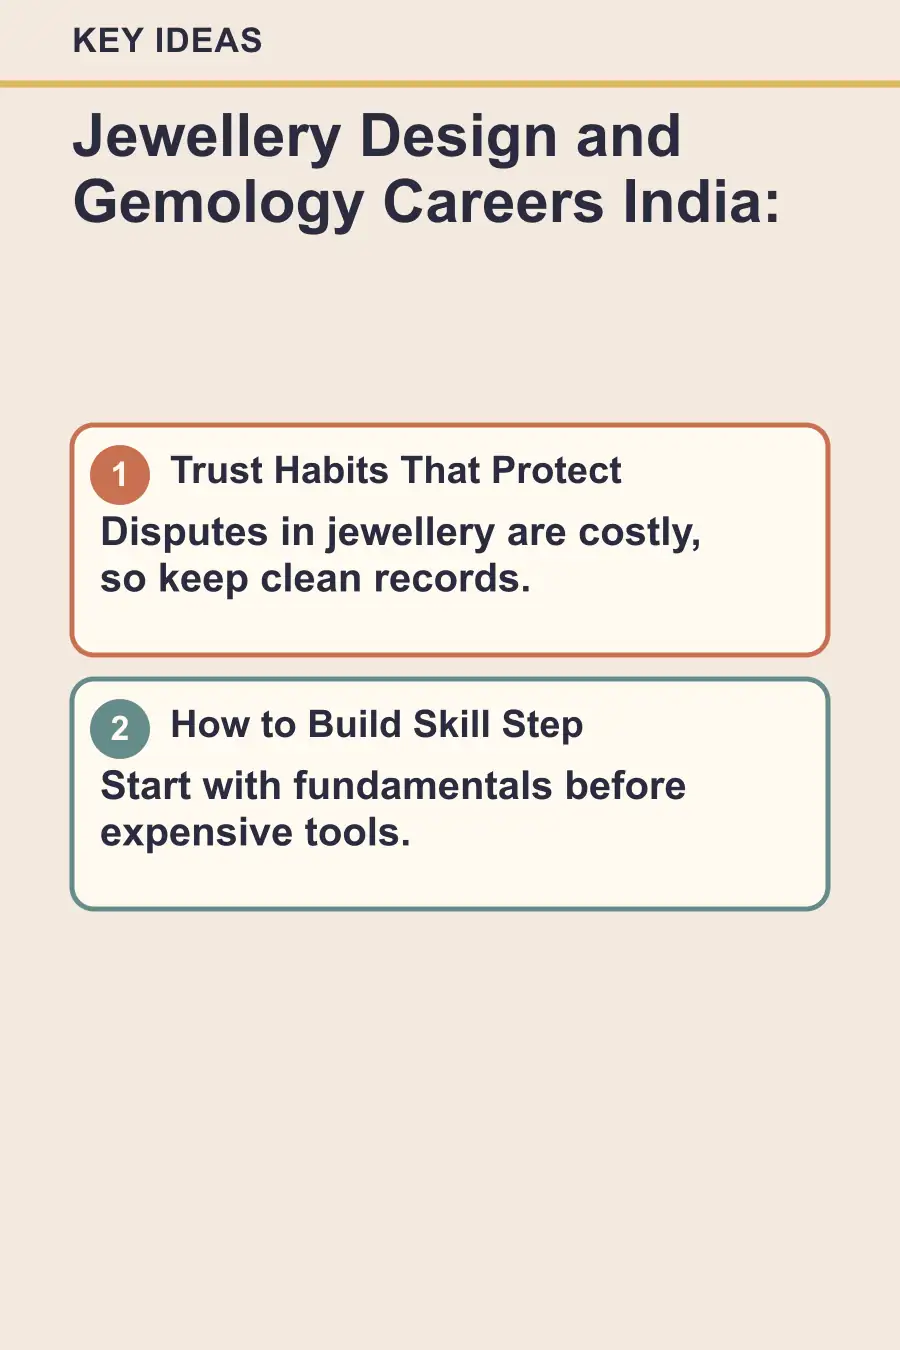 KEY IDEAS
Jewellery Design and
Gemology Careers India:
1 Trust Habits That Protect
Disputes in jewellery are costly,
so keep clean records.
2 How to Build Skill Step
Start with fundamentals before
expensive tools.